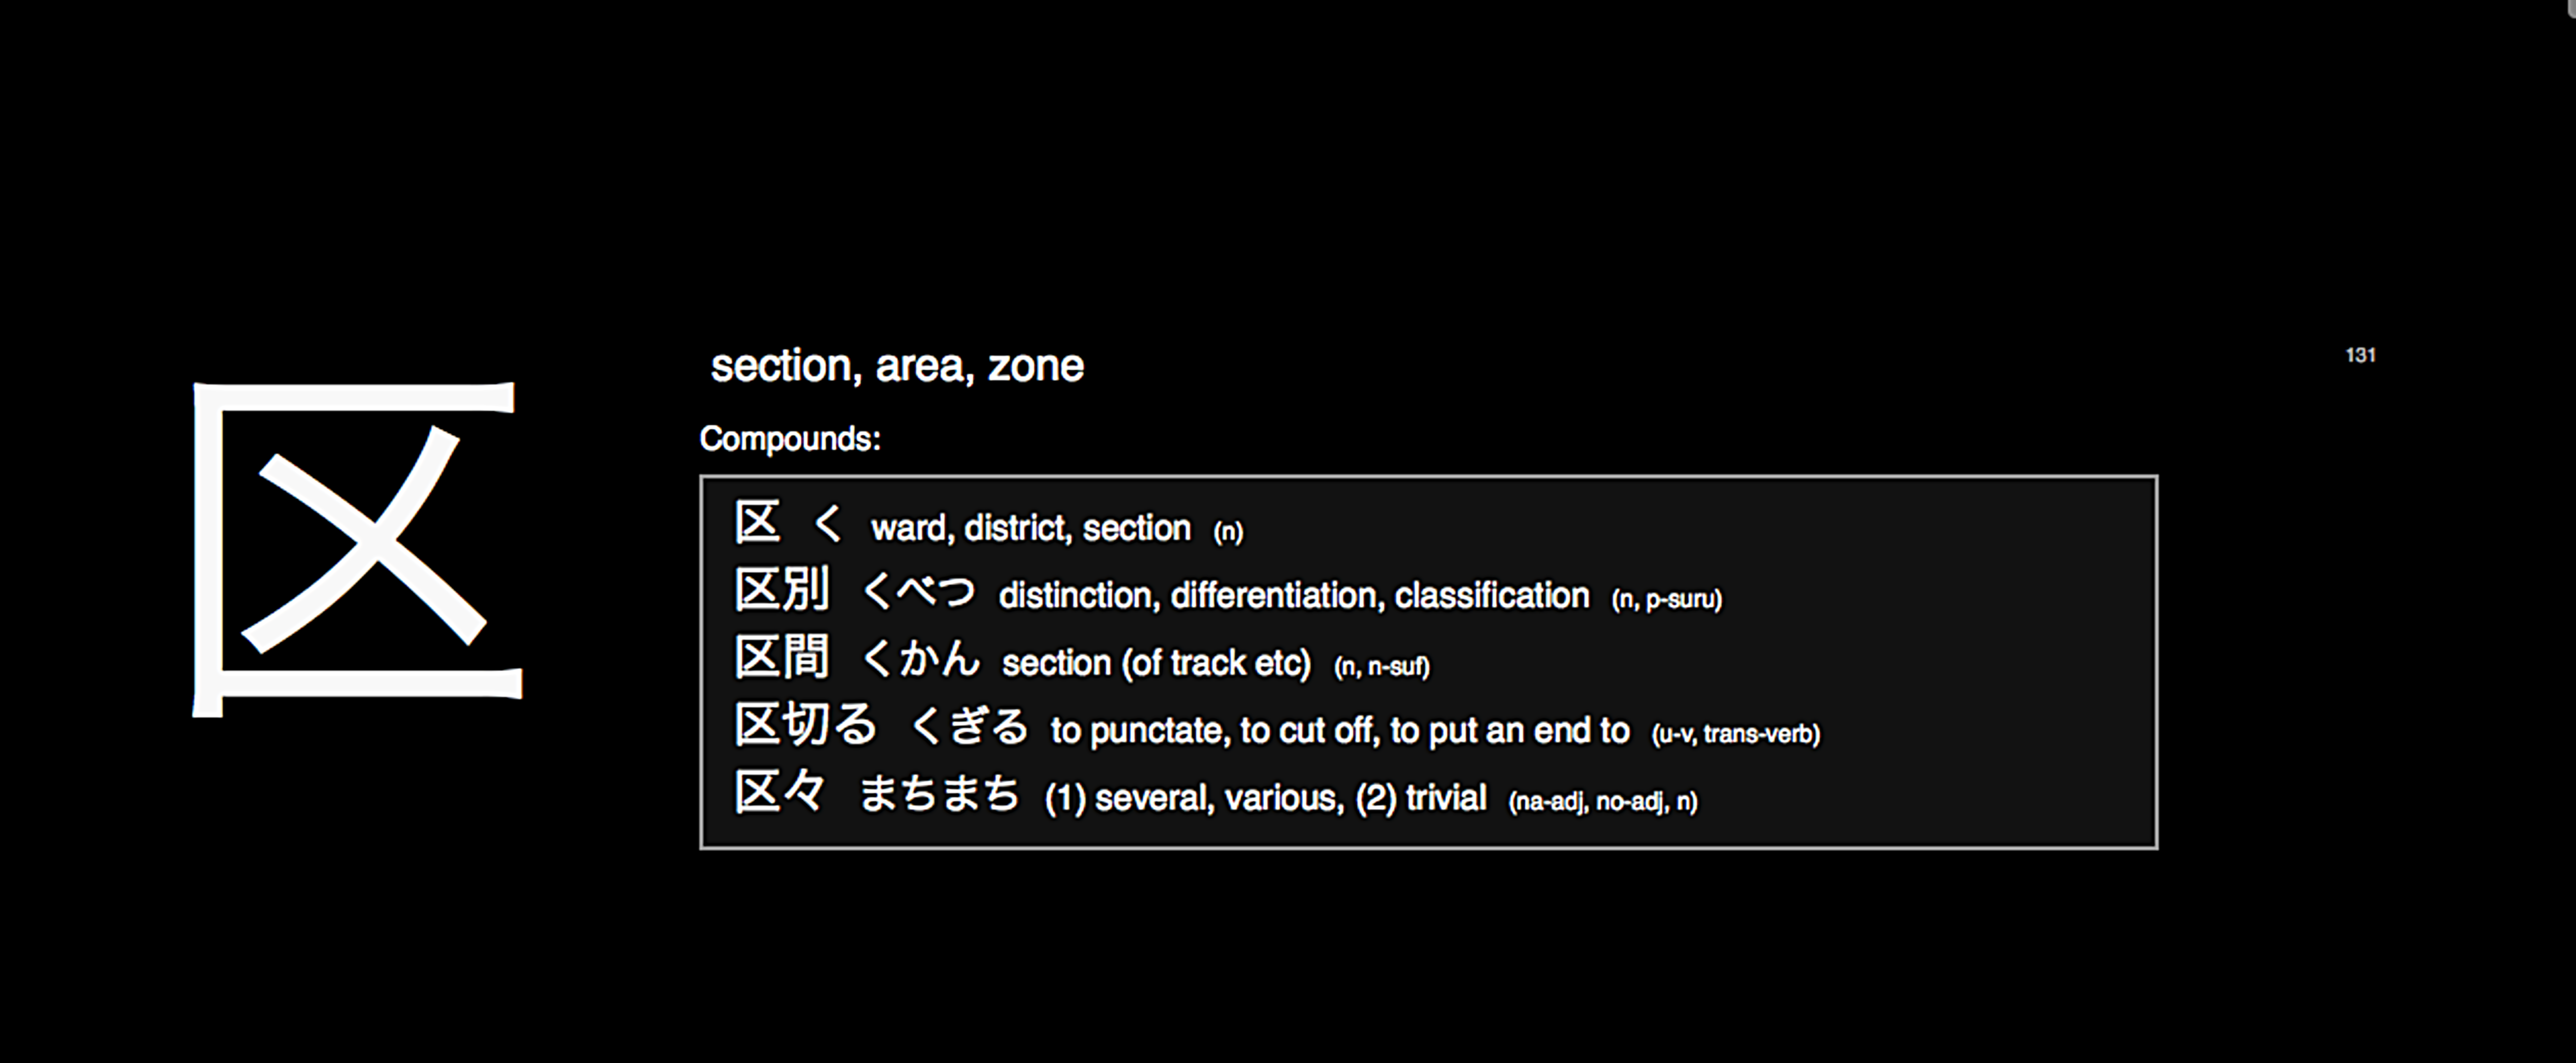 区
section, area, zone
131
Compounds:
区 く ward, district, section (n)
区別 くべつ distinction, differentiation, classification (n, p-suru)
区間 くかん section (of track etc) (n, n-suf)
区切る くぎる to punctate, to cut off, to put an end to (u-v, trans-verb)
区々 まちまち (1) several, various, (2) trivial (na-adj, no-adj, n)